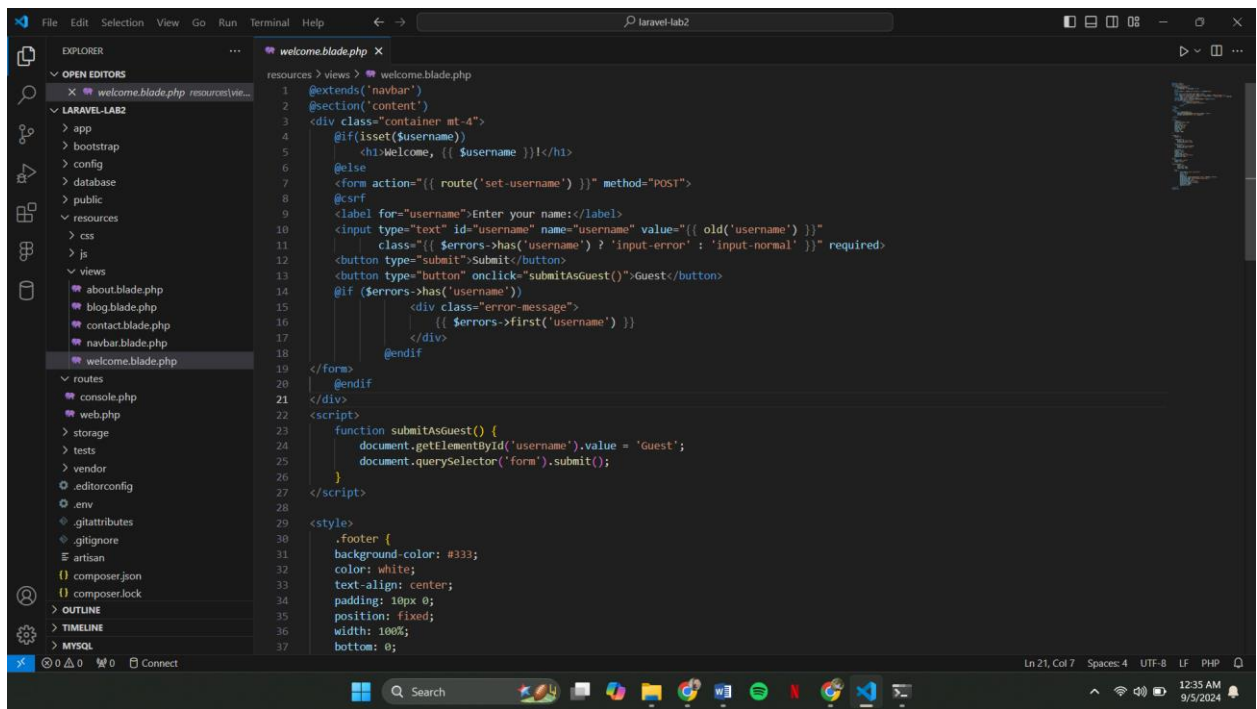 File Edit Selection View Go Run Terminal Help
laravel-lab2
EXPLORER
OPEN EDITORS
welcome.blade.php resources\vie...
LARAVEL-LAB2
app
bootstrap
config
database
public
resources
css
js
views
about.blade.php
blog.blade.php
contact.blade.php
navbar.blade.php
welcome.blade.php
routes
console.php
web.php
storage
tests
vendor
.editorconfig
.env
.gitattributes
.gitignore
artisan
composer.json
composer.lock
OUTLINE
TIMELINE
MYSQL
welcome.blade.php
resources > views > welcome.blade.php
1 @extends('navbar')
2 @section('content')
3 <div class="container mt-4">
4 @if(isset($username))
5 <h1>Welcome, {{ $username }}!</h1>
6 @else
7 <form action="{{ route('set-username') }}" method="POST">
8 @csrf
9 <label for="username">Enter your name:</label>
10 <input type="text" id="username" name="username" value="{{ old('username') }}"
11 class="{{ $errors->has('username') ? 'input-error' : 'input-normal' }}" required>
12 <button type="submit">Submit</button>
13 <button type="button" onclick="submitAsGuest()">Guest</button>
14 @if ($errors->has('username'))
15 <div class="error-message">
16 {{ $errors->first('username') }}
17 </div>
18 @endif
19 </form>
20 @endif
21 </div>
22 <script>
23 function submitAsGuest() {
24 document.getElementById('username').value = 'Guest';
25 document.querySelector('form').submit();
26 }
27 </script>
28
29 <style>
30 .footer {
31 background-color: #333;
32 color: white;
33 text-align: center;
34 padding: 10px 0;
35 position: fixed;
36 width: 100%;
37 bottom: 0;
0 0 0 Connect
Ln 21, Col 7 Spaces: 4 UTF-8 LF PHP
Search
12:35 AM
9/5/2024